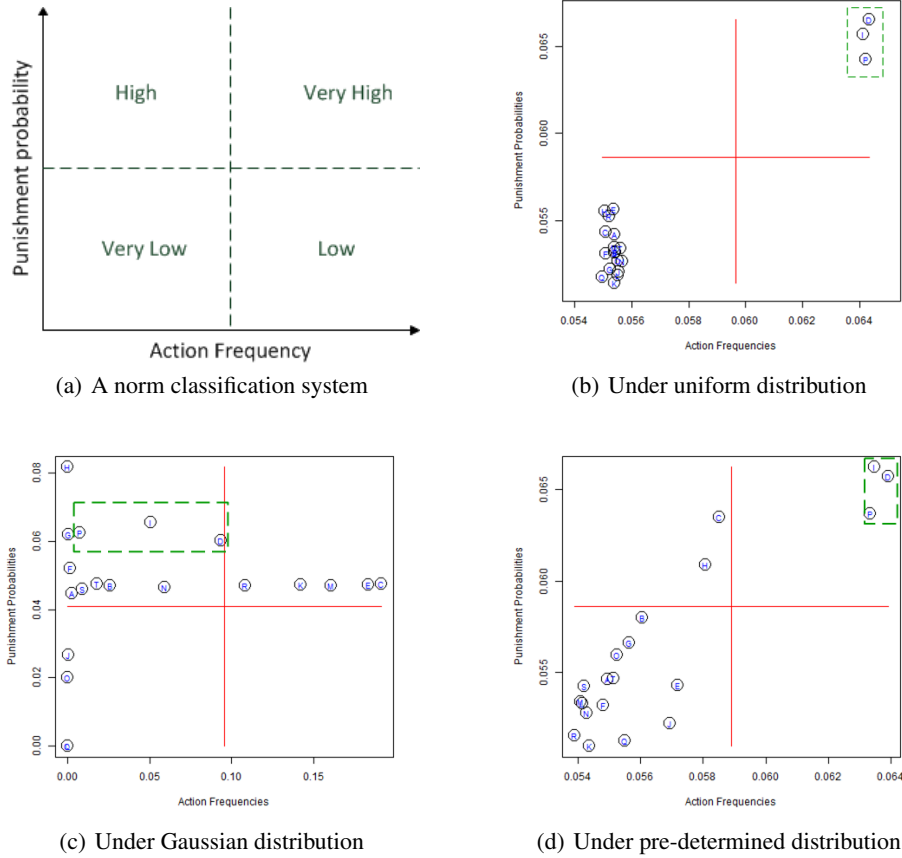 Punishment probability
High
Very High
Very Low
Low
Action Frequency
(a) A norm classification system
Punishment Probabilities
0.065
0.060
0.055
D
I
P
E
C
A
F
N
G
O
K
0.054
0.056
0.058
0.060
0.062
0.064
Action Frequencies
(b) Under uniform distribution
Punishment Probabilities
0.08
0.06
0.04
0.02
0.00
H
G
P
I
D
F
A
S
T
B
N
R
K
M
E
C
J
O
0.00
0.05
0.10
0.15
Action Frequencies
(c) Under Gaussian distribution
Punishment Probabilities
0.065
0.060
0.055
I
D
P
C
H
B
G
O
S
A
T
E
M
F
N
J
R
K
Q
0.054
0.056
0.058
0.060
0.062
0.064
Action Frequencies
(d) Under pre-determined distribution